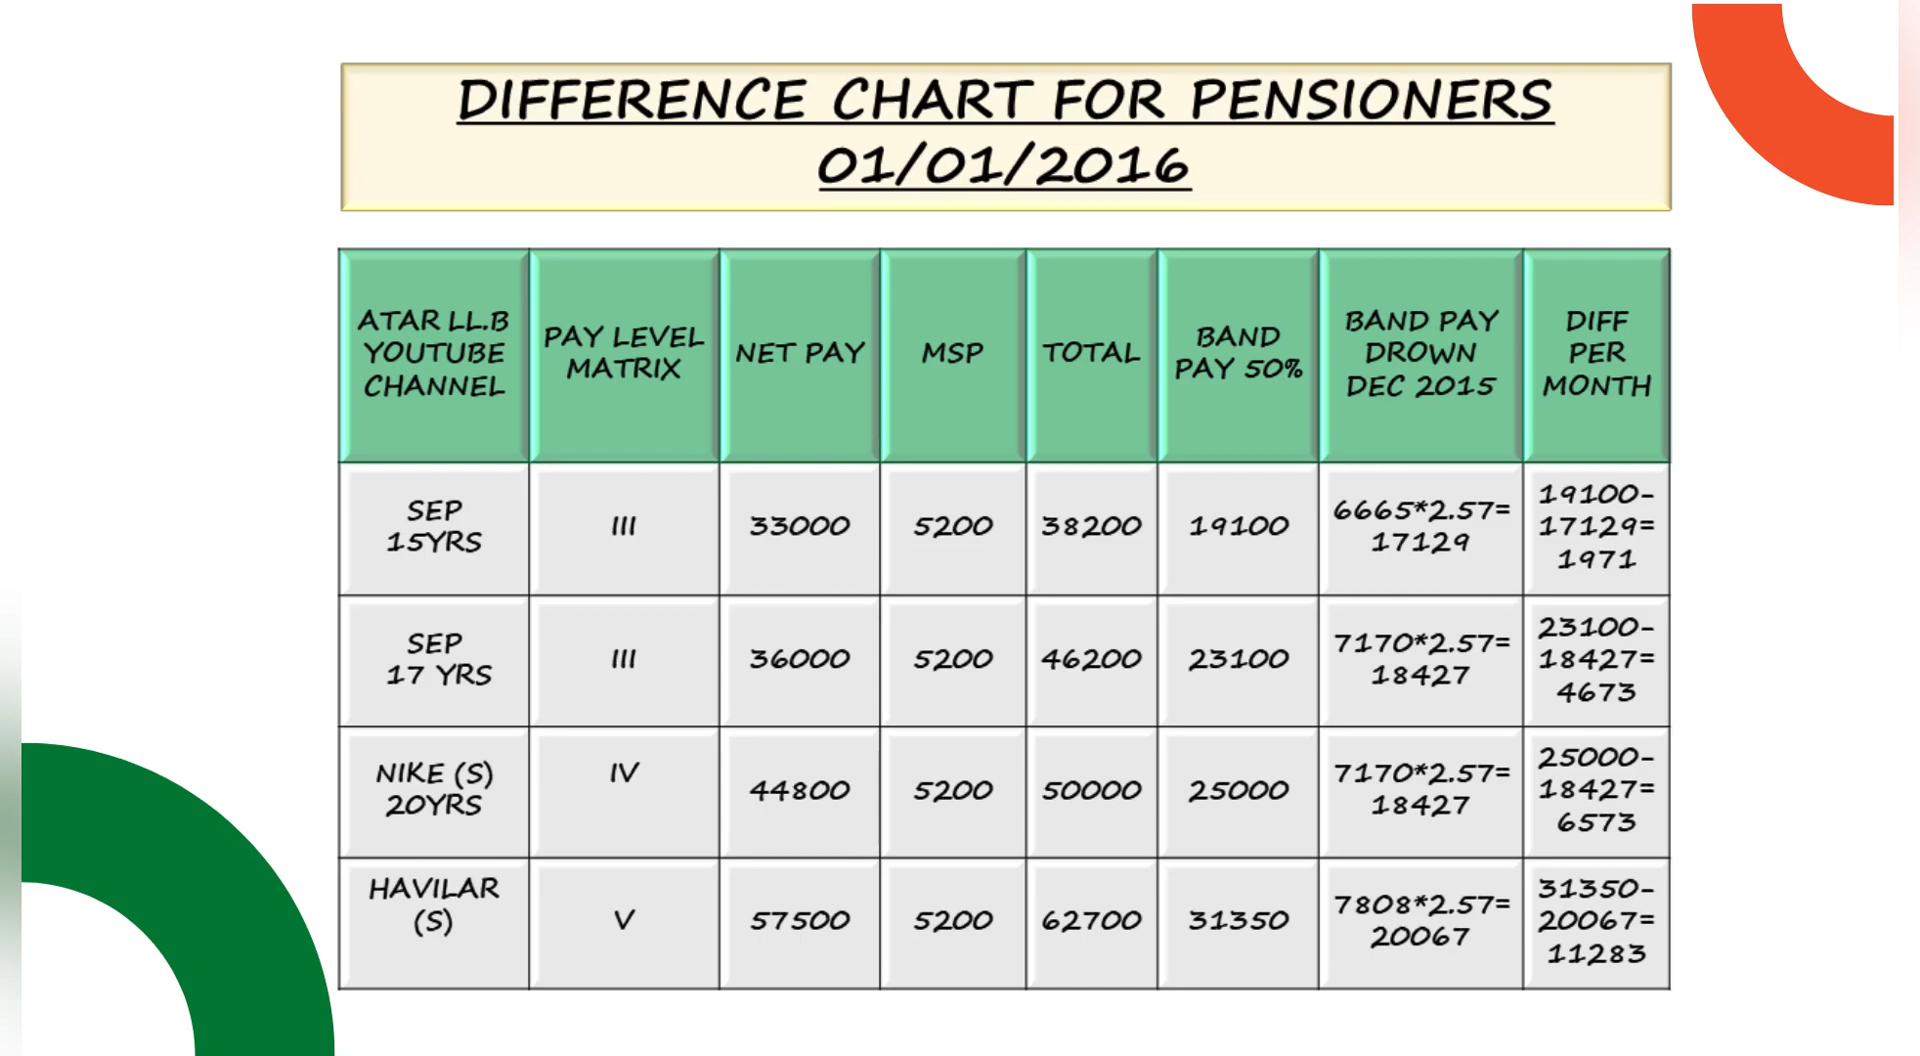 DIFFERENCE CHART FOR PENSIONERS
01/01/2016
ATAR LL.B
YOUTUBE
CHANNEL
PAY LEVEL
MATRIX
NET PAY
MSP
TOTAL
BAND
PAY 50%
BAND PAY
DROWN
DEC 2015
DIFF
PER
MONTH
SEP
15YRS
III
33000
5200
38200
19100
6665*2.57=
17129
19100-
17129=
1971
SEP
17 YRS
III
36000
5200
46200
23100
7170*2.57=
18427
23100-
18427=
4673
NIKE (S)
20YRS
IV
44800
5200
50000
25000
7170*2.57=
18427
25000-
18427=
6573
HAVILAR
(S)
V
57500
5200
62700
31350
7808*2.57=
20067
31350-
20067=
11283